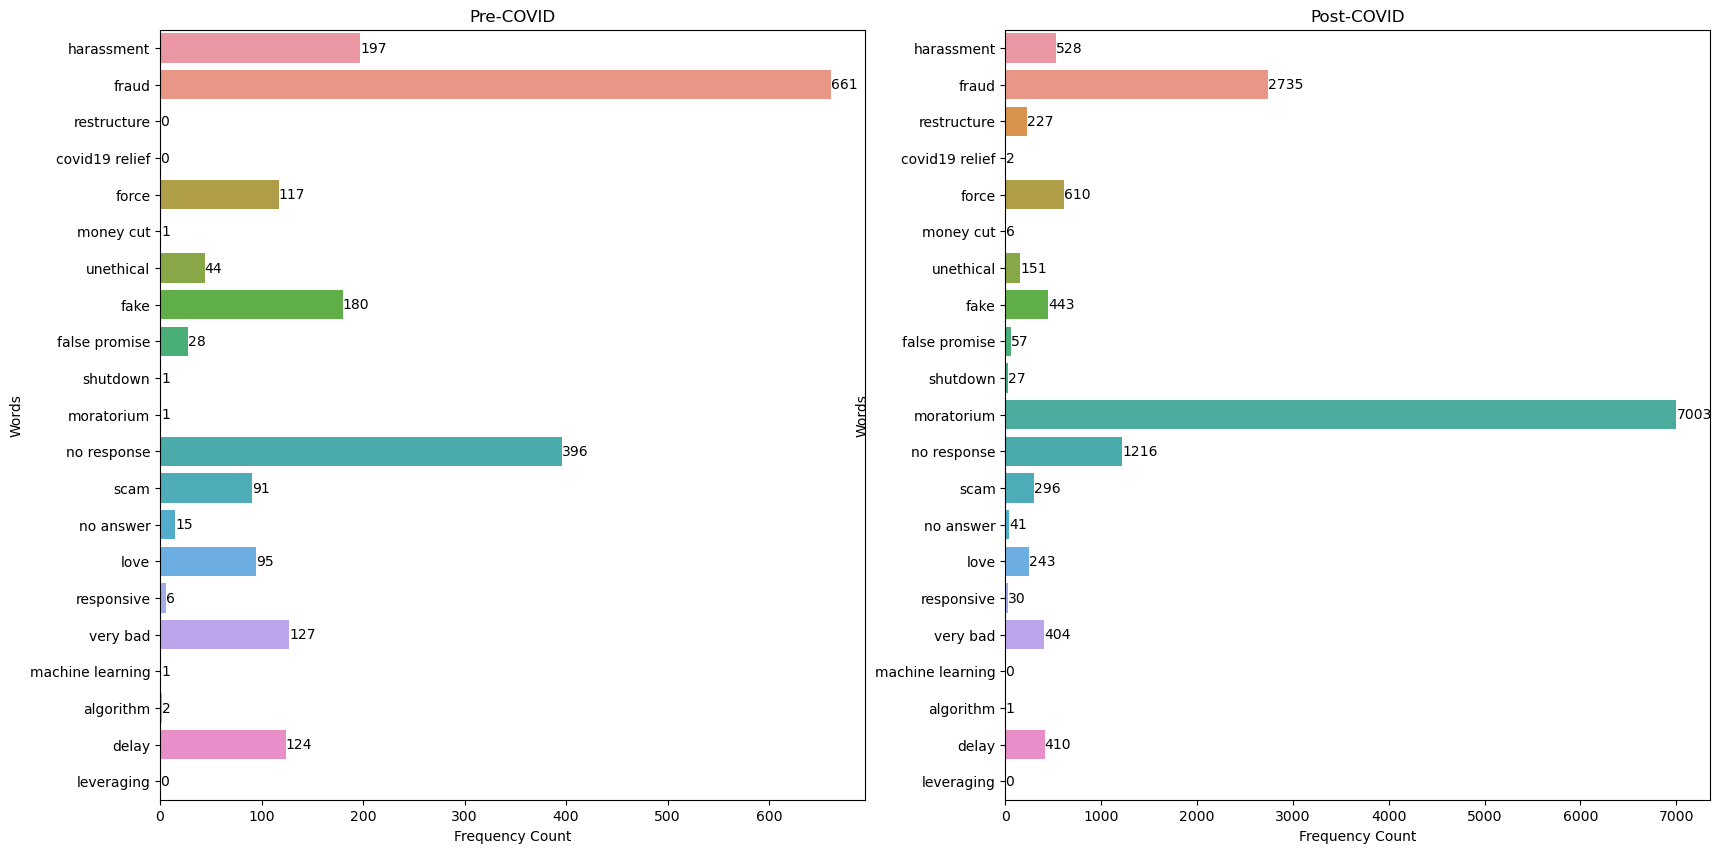 Pre-COVID
Words
harassment 197
fraud 661
restructure 0
covid19 relief 0
force 117
money cut 1
unethical 44
fake 180
false promise 28
shutdown 1
moratorium 1
no response 396
scam 91
no answer 15
love 95
responsive 6
very bad 127
machine learning 1
algorithm 2
delay 124
leveraging 0
0 100 200 300 400 500 600
Frequency Count
Post-COVID
Words
harassment 528
fraud 2735
restructure 227
covid19 relief 2
force 610
money cut 6
unethical 151
fake 443
false promise 57
shutdown 27
moratorium 7003
no response 1216
scam 296
no answer 41
love 243
responsive 30
very bad 404
machine learning 0
algorithm 1
delay 410
leveraging 0
0 1000 2000 3000 4000 5000 6000 7000
Frequency Count